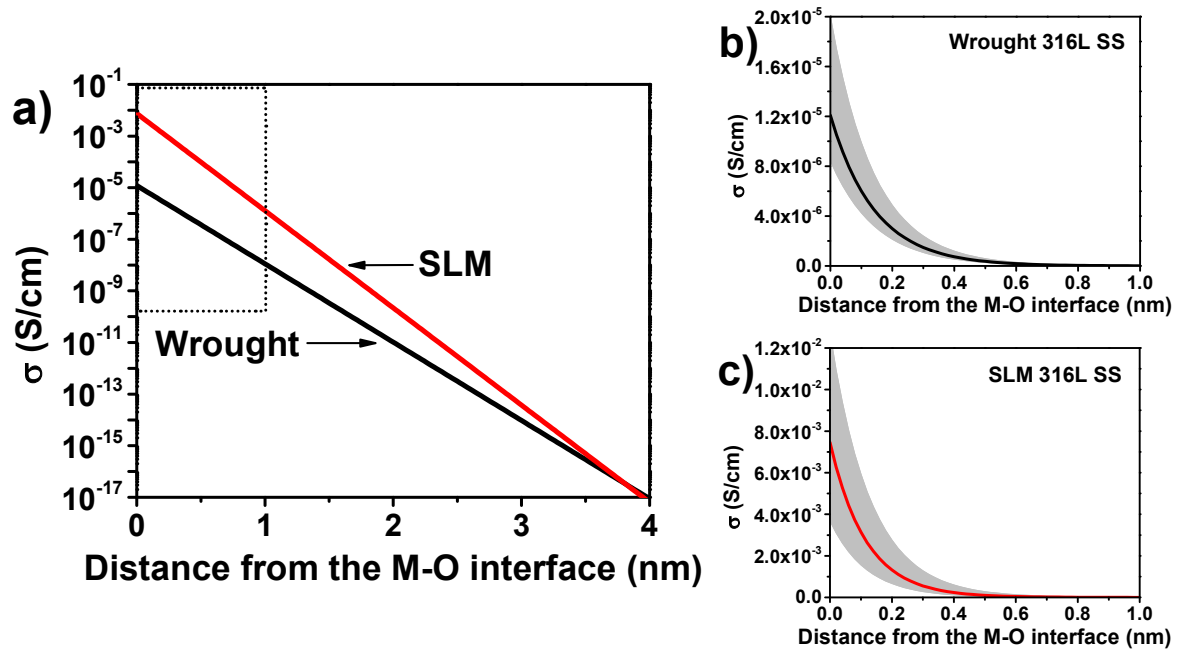 a)
σ (S/cm)
10⁻¹
10⁻³
10⁻⁵
10⁻⁷
10⁻⁹
10⁻¹¹
10⁻¹³
10⁻¹⁵
10⁻¹⁷
SLM
Wrought
0 1 2 3 4
Distance from the M-O interface (nm)
b)
Wrought 316L SS
σ (S/cm)
2.0x10⁻⁵
1.6x10⁻⁵
1.2x10⁻⁵
8.0x10⁻⁶
4.0x10⁻⁶
0.0
0.0 0.2 0.4 0.6 0.8 1.0
Distance from the M-O interface (nm)
c)
SLM 316L SS
σ (S/cm)
1.2x10⁻²
1.0x10⁻²
8.0x10⁻³
6.0x10⁻³
4.0x10⁻³
2.0x10⁻³
0.0
0.0 0.2 0.4 0.6 0.8 1.0
Distance from the M-O interface (nm)